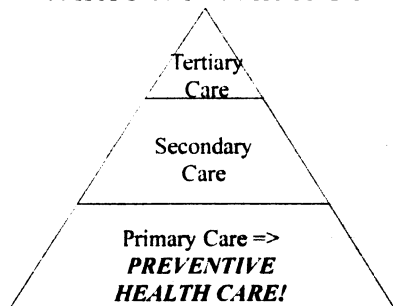 Tertiary
Care
Secondary
Care
Primary Care =>
PREVENTIVE
HEALTH CARE!